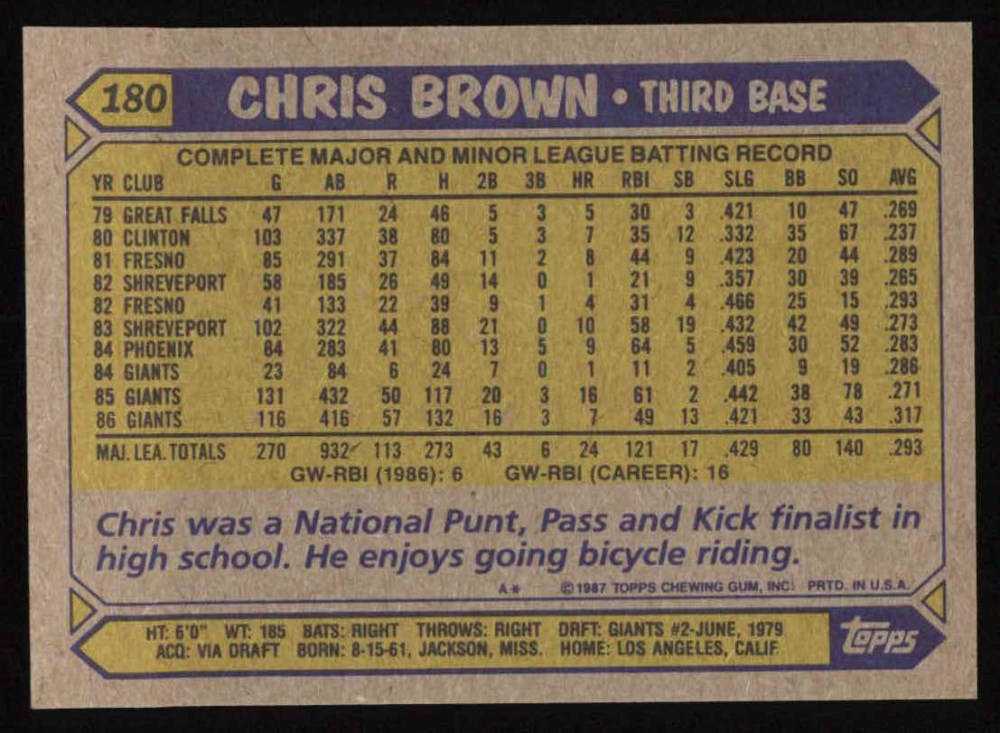 180 CHRIS BROWN • THIRD BASE
COMPLETE MAJOR AND MINOR LEAGUE BATTING RECORD
YR CLUB G AB R H 2B 3B HR RBI SB SLG BB SO AVG
79 GREAT FALLS 47 171 24 46 5 3 5 30 3 .421 10 47 .269
80 CLINTON 103 337 38 80 5 3 7 35 12 .332 35 67 .237
81 FRESNO 85 291 37 84 11 2 8 44 9 .423 20 44 .289
82 SHREVEPORT 58 185 26 49 14 0 1 21 9 .357 30 39 .265
82 FRESNO 41 133 22 39 9 1 4 31 4 .466 25 15 .293
83 SHREVEPORT 102 322 44 88 21 0 10 58 19 .432 42 49 .273
84 PHOENIX 84 283 41 80 13 5 9 64 5 .459 30 52 .283
84 GIANTS 23 84 6 24 7 0 1 11 2 .405 9 19 .286
85 GIANTS 131 432 50 117 20 3 16 61 2 .442 38 78 .271
86 GIANTS 116 416 57 132 16 3 7 49 13 .421 33 43 .317
MAJ. LEA. TOTALS 270 932 113 273 43 6 24 121 17 .429 80 140 .293
GW-RBI (1986): 6 GW-RBI (CAREER): 16
Chris was a National Punt, Pass and Kick finalist in
high school. He enjoys going bicycle riding.
A* © 1987 TOPPS CHEWING GUM, INC. PRTD. IN U.S.A.
HT: 6'0" WT: 185 BATS: RIGHT THROWS: RIGHT DRFT: GIANTS #2-JUNE, 1979
ACQ: VIA DRAFT BORN: 8-15-61, JACKSON, MISS. HOME: LOS ANGELES, CALIF
topps